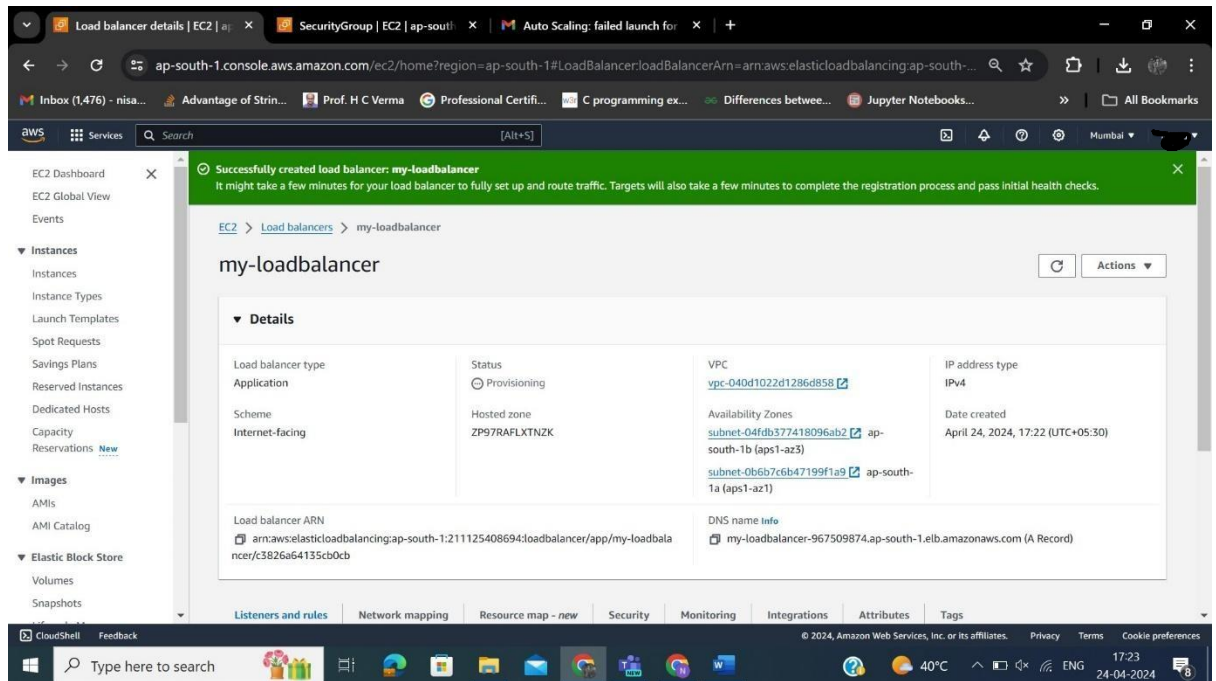 Load balancer details | EC2 | ap
SecurityGroup | EC2 | ap-south
Auto Scaling: failed launch for
ap-south-1.console.aws.amazon.com/ec2/home?region=ap-south-1#LoadBalancer:loadBalancerArn=arn:aws:elasticloadbalancing:ap-south-...
Inbox (1,476) - nisa...
Advantage of Strin...
Prof. H C Verma
Professional Certifi...
C programming ex...
Differences betwee...
Jupyter Notebooks...
»
All Bookmarks
aws
Services
Search
[Alt+S]
Mumbai
EC2 Dashboard
EC2 Global View
Events
Instances
Instances
Instance Types
Launch Templates
Spot Requests
Savings Plans
Reserved Instances
Dedicated Hosts
Capacity
Reservations New
Images
AMIs
AMI Catalog
Elastic Block Store
Volumes
Snapshots
Successfully created load balancer: my-loadbalancer
It might take a few minutes for your load balancer to fully set up and route traffic. Targets will also take a few minutes to complete the registration process and pass initial health checks.
EC2 > Load balancers > my-loadbalancer
my-loadbalancer
Actions
Details
Load balancer type
Application
Status
Provisioning
VPC
vpc-040d1022d1286d858
IP address type
IPv4
Scheme
Internet-facing
Hosted zone
ZP97RAFLXTNZK
Availability Zones
subnet-04fdb377418096ab2 ap-
south-1b (aps1-az3)
subnet-0b6b7c6b47199f1a9 ap-south-
1a (aps1-az1)
Date created
April 24, 2024, 17:22 (UTC+05:30)
Load balancer ARN
arn:aws:elasticloadbalancing:ap-south-1:211125408694:loadbalancer/app/my-loadbala
ncer/c3826a64135cb0cb
DNS name Info
my-loadbalancer-967509874.ap-south-1.elb.amazonaws.com (A Record)
Listeners and rules
Network mapping
Resource map - new
Security
Monitoring
Integrations
Attributes
Tags
CloudShell
Feedback
© 2024, Amazon Web Services, Inc. or its affiliates.
Privacy
Terms
Cookie preferences
Type here to search
40°C
ENG
17:23
24-04-2024
8